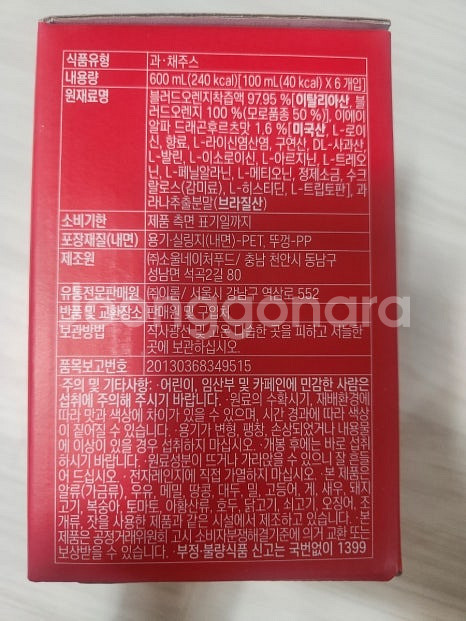 식품유형 과·채주스
내용량 600 mL(240 kcal)[100 mL(40 kcal) X 6 개입]
원재료명 블러드오렌지착즙액 97.95 %[이탈리아산, 블
러드오렌지 100 %(모로품종 50 %)], 이에이
알파 드래곤후르츠맛 1.6 %[미국산, L-로이
신, 향료, L-라이신염산염, 구연산, DL-사과산,
L-발린, L-이소로이신, L-아르지닌, L-트레오
닌, L-페닐알라닌, L-메티오닌, 정제소금, 수크
랄로스(감미료), L-히스티딘, L-트립토판], 과
라나추출분말(브라질산)
소비기한 제품 측면 표기일까지
포장재질(내면) 용기·실링지(내면)-PET, 뚜껑-PP
제조원 ㈜소울네이처푸드/ 충남 천안시 동남구
성남면 석곡2길 80
유통전문판매원 ㈜이롬/ 서울시 강남구 언산로 552
반품 및 교환장소 판매원 및 구입처
보관방법 직사광선 곳을 피하고 서늘한
곳에 보관하십시오.
품목보고번호 20130368349515
·주의 및 기타사항: ·어린이, 임산부 및 카페인에 민감한 사람은
섭취에 주의해 주시기 바랍니다. ·원료의 수확시기, 재배환경에
따라 맛과 색상에 차이가 있을 수 있으며, 시간 경과에 따라 색상
이 짙어질 수 있습니다. ·용기가 변형, 팽창, 손상되었거나 내용물
에 이상이 있을 경우 섭취하지 마십시오. ·개봉 후에는 바로 섭취
하시기 바랍니다. ·원료성분이 뜨거나 가라앉을 수 있으니 잘 흔들
어 드십시오. ·전자레인지에 직접 가열하지 마십시오. ·본 제품은
알류(가금류), 우유, 메밀, 땅콩, 대두, 밀, 고등어, 게, 새우, 돼지
고기, 복숭아, 토마토, 아황산류, 호두, 닭고기, 쇠고기, 오징어, 조
개류, 잣을 사용한 제품과 같은 시설에서 제조하고 있습니다. ·본
제품은 공정거래위원회 고시 소비자분쟁해결기준에 의거 교환 또는
보상받을 수 있습니다. ·부정·불량식품 신고는 국번없이 1399
joonggonara